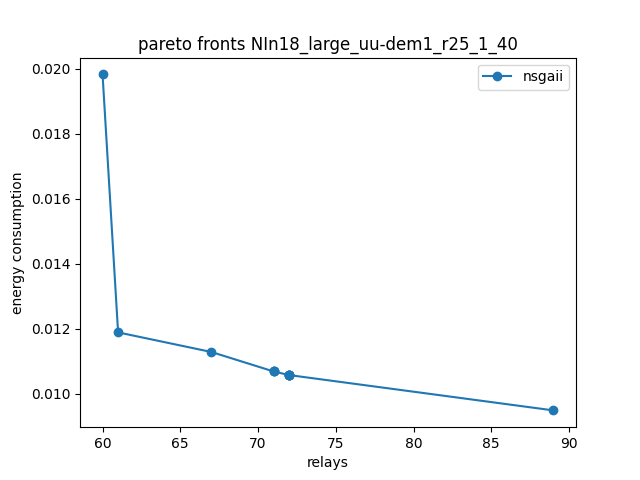 pareto fronts NIn18_large_uu-dem1_r25_1_40
nsgaii
0.020
0.018
0.016
0.014
0.012
0.010
energy consumption
60 65 70 75 80 85 90
relays